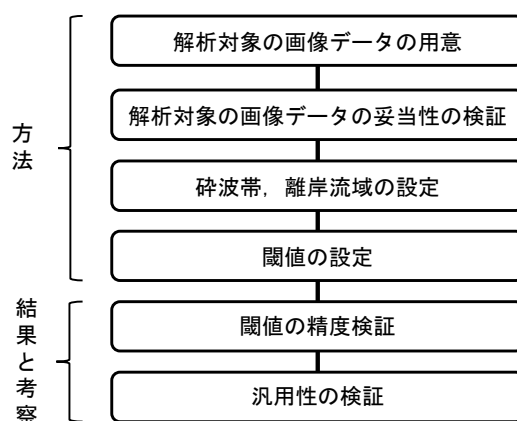 解析対象の画像データの用意
解析対象の画像データの妥当性の検証
砕波帯，離岸流域の設定
閾値の設定
閾値の精度検証
汎用性の検証
方法
結果と考察